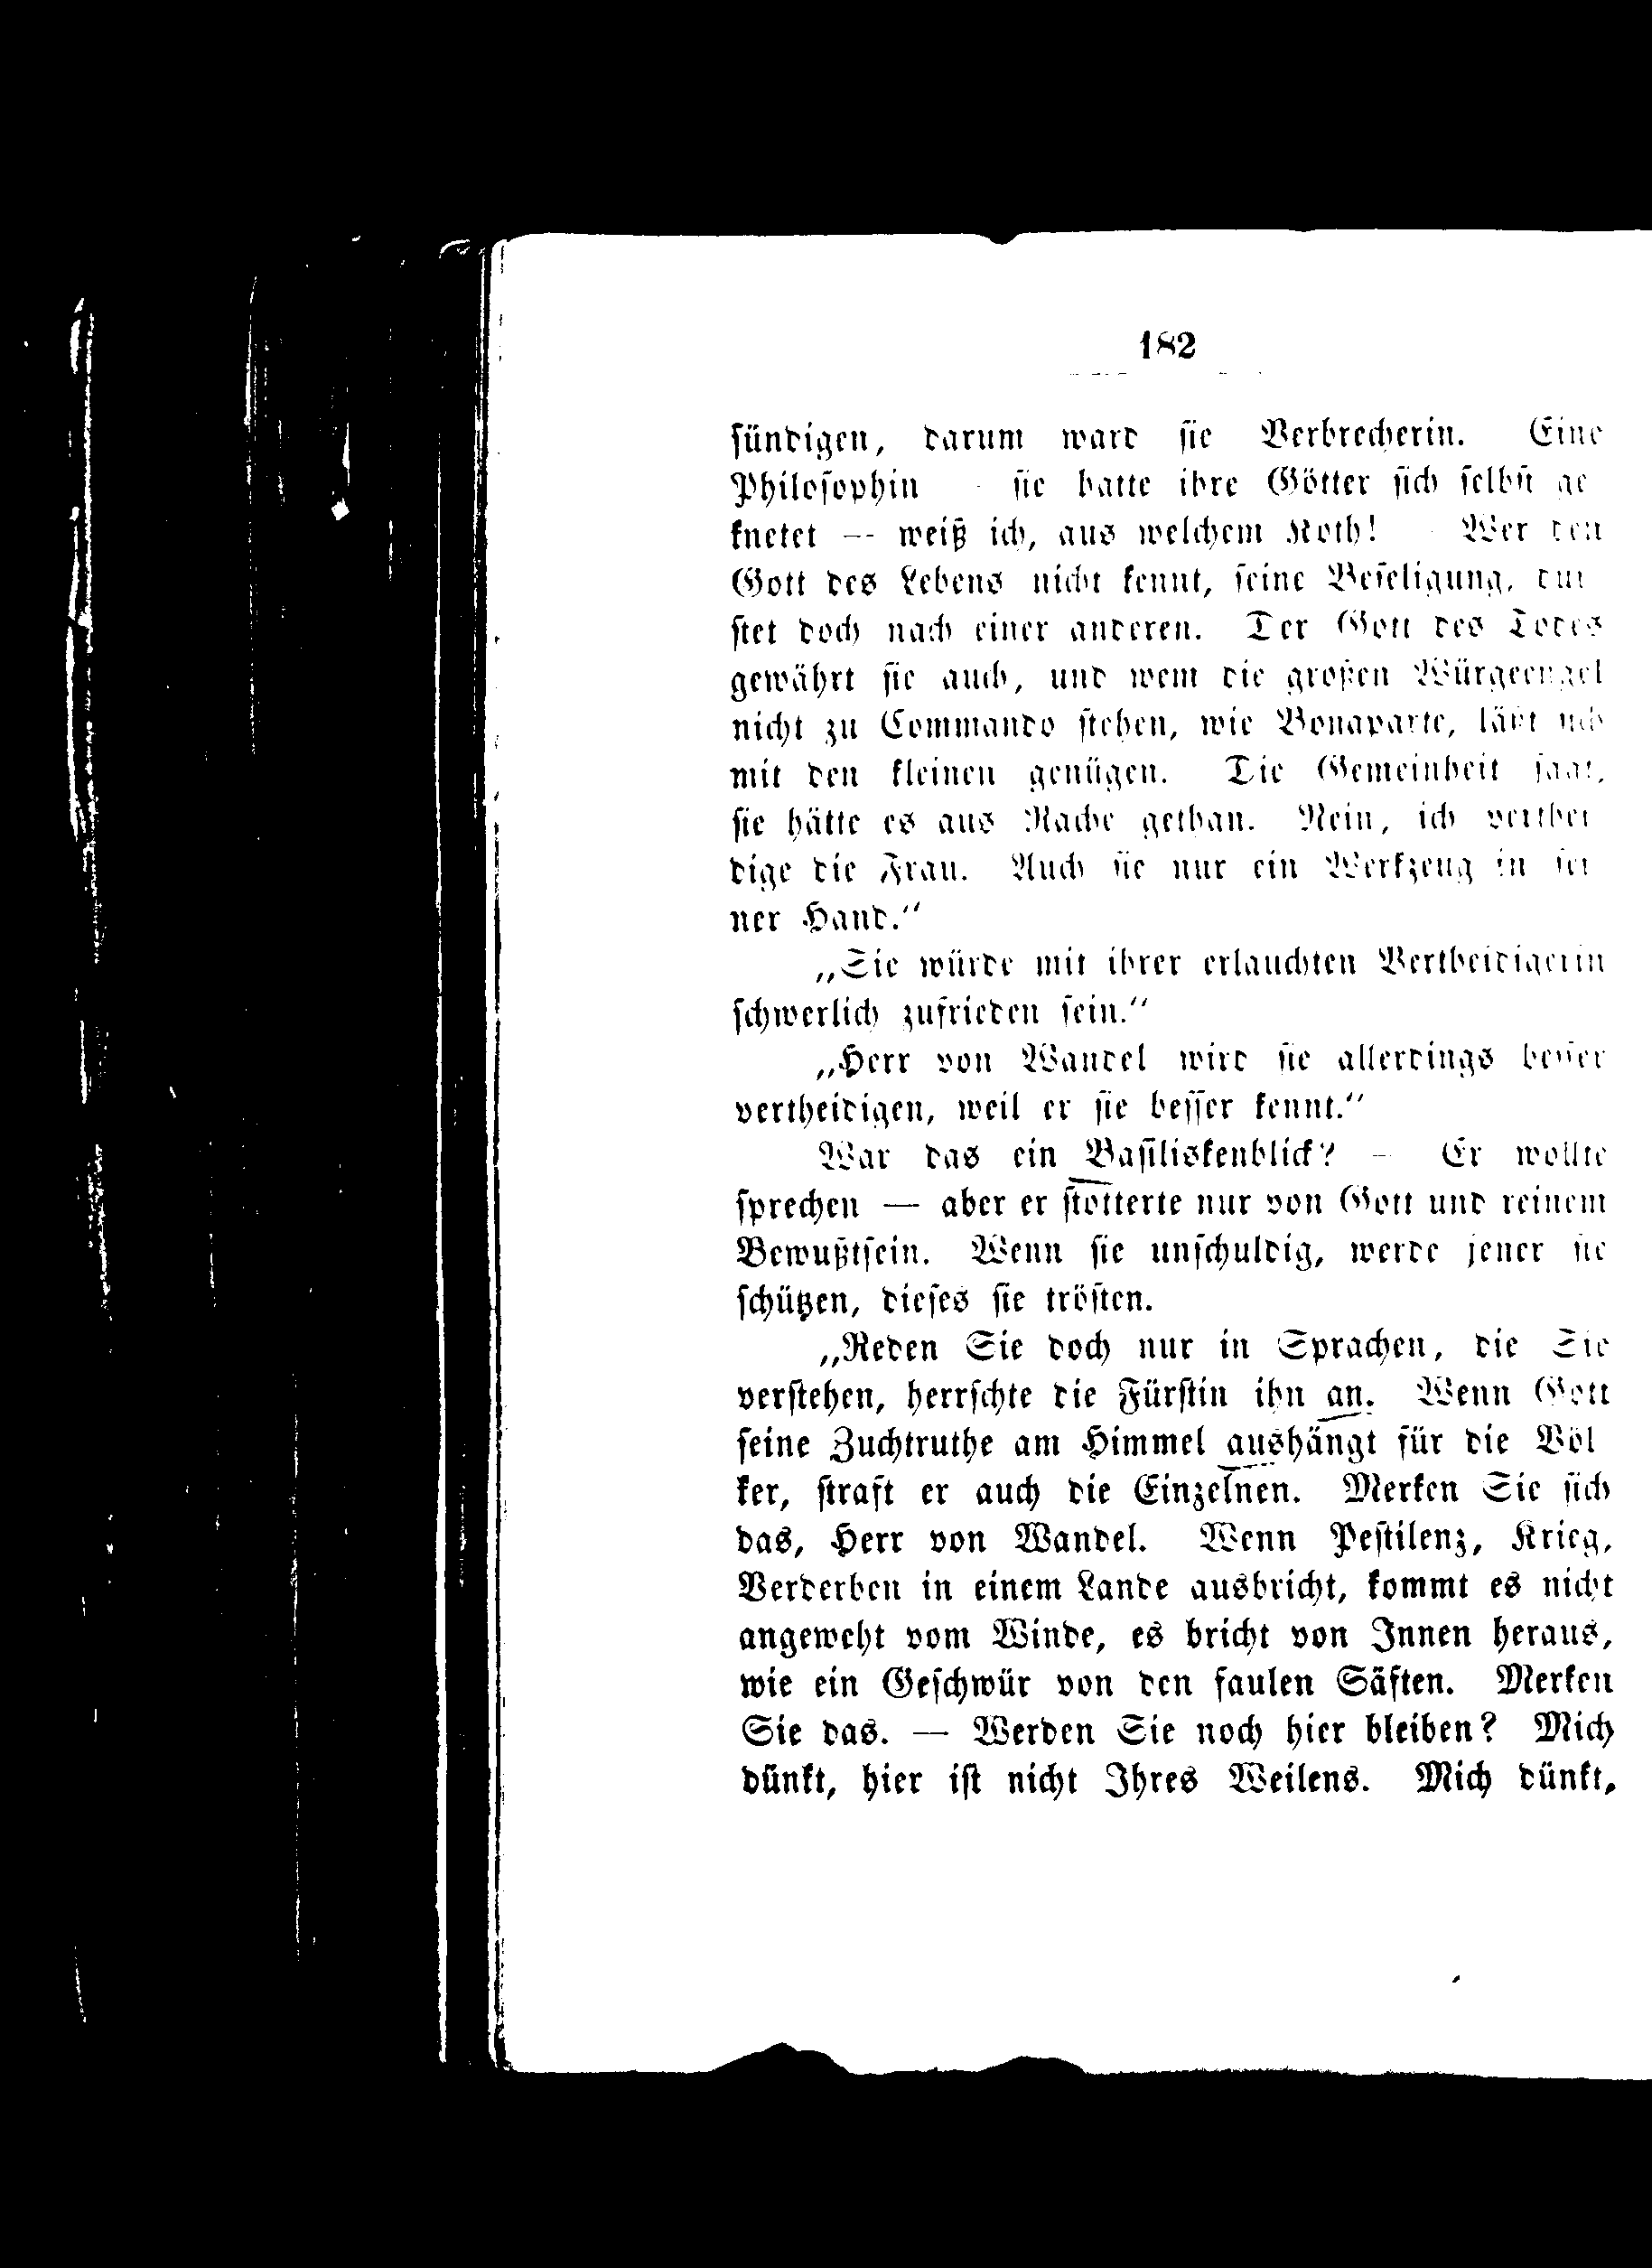 182
ſündigen, darum ward ſie Verbrecherin. Eine
Philoſophin - ſie hatte ihre Götter ſich ſelbſt ge
knetet -- weiß ich, aus welchem Koth! - Wer den
Gott des Lebens nicht kennt, ſeine Beſeligung, dür
ſtet doch nach einer anderen. Der Gott des Todes
gewährt ſie auch, und wem die großen Würgeengel
nicht zu Commando ſtehen, wie Bonaparte, läßt ſich
mit den kleinen genügen. Die Gemeinheit ſagt,
ſie hätte es aus Rache gethan. Nein, ich verthei
dige die Frau. Auch ſie nur ein Werkzeug in ſei
ner Hand.“
„Sie würde mit ihrer erlauchten Vertheidigerin
ſchwerlich zufrieden ſein.“
„Herr von Wandel wird ſie allerdings beſſer
vertheidigen, weil er ſie beſſer kennt.“
War das ein Baſiliskenblick? – Er wollte
ſprechen — aber er ſtotterte nur von Gott und reinem
Bewußtſein. Wenn ſie unſchuldig, werde jener ſie
ſchützen, dieſes ſie tröſten.
„Reden Sie doch nur in Sprachen, die Sie
verſtehen, herrſchte die Fürſtin ihn an. Wenn Gott
ſeine Zuchtruthe am Himmel aushängt für die Völ
ker, ſtraft er auch die Einzelnen. Merken Sie ſich
das, Herr von Wandel. Wenn Peſtilenz, Krieg,
Verderben in einem Lande ausbricht, kommt es nicht
angeweht vom Winde, es bricht von Innen heraus,
wie ein Geſchwür von den faulen Säften. Merken
Sie das. — Werden Sie noch hier bleiben? Mich
dünkt, hier iſt nicht Ihres Weilens. Mich dünkt,